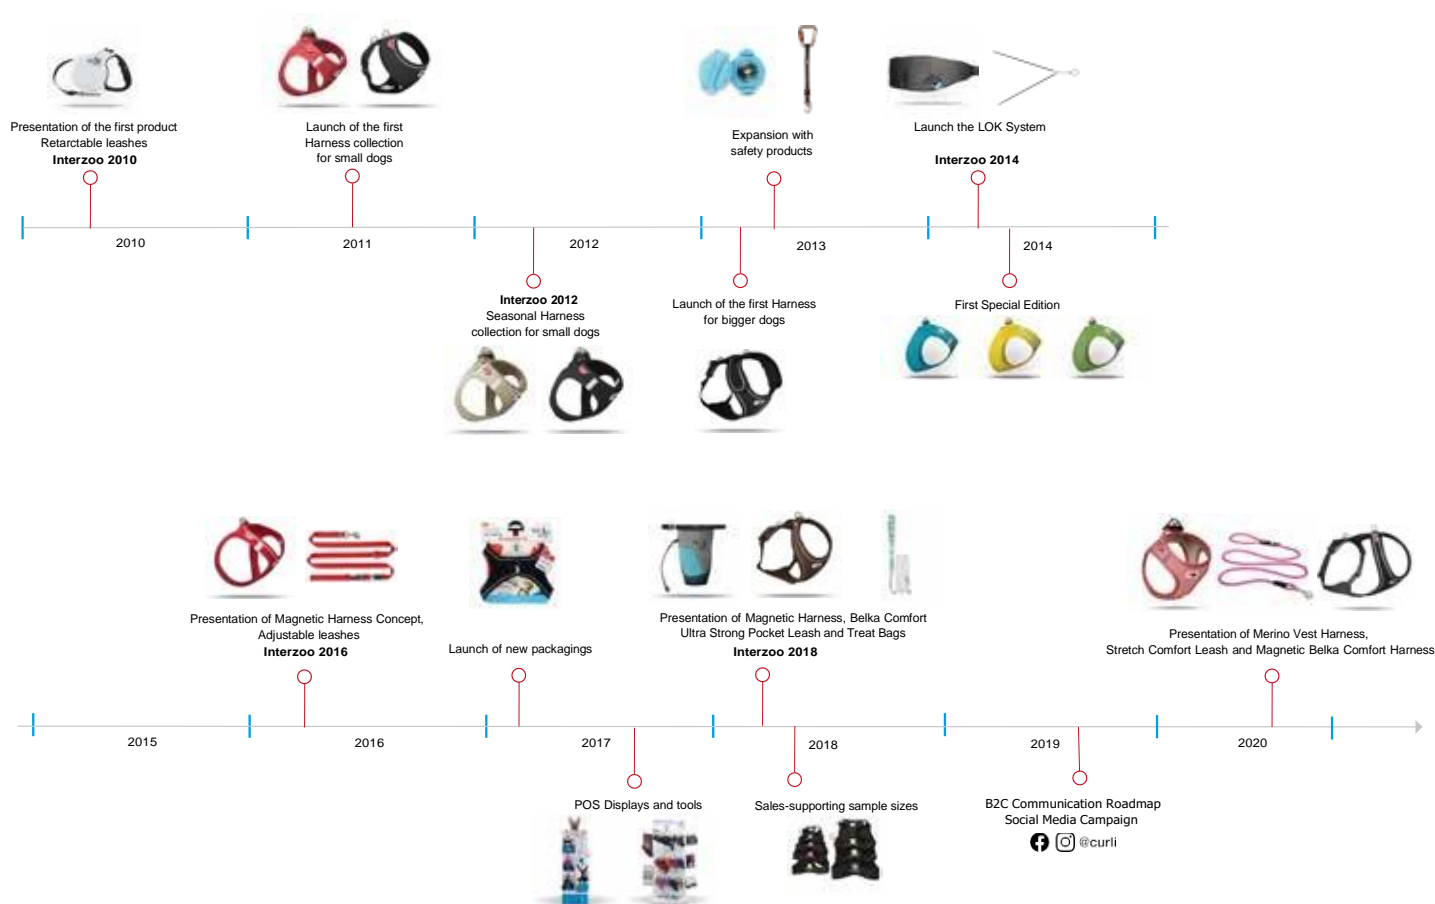 Presentation of the first product
Retarctable leashes
Interzoo 2010
Launch of the first
Harness collection
for small dogs
Expansion with
safety products
Launch the LOK System
Interzoo 2014
2010
2011
2012
2013
2014
Interzoo 2012
Seasonal Harness
collection for small dogs
Launch of the first Harness
for bigger dogs
First Special Edition
Presentation of Magnetic Harness Concept,
Adjustable leashes
Interzoo 2016
Launch of new packagings
Presentation of Magnetic Harness, Belka Comfort
Ultra Strong Pocket Leash and Treat Bags
Interzoo 2018
Presentation of Merino Vest Harness,
Stretch Comfort Leash and Magnetic Belka Comfort Harness
2015
2016
2017
2018
2019
2020
POS Displays and tools
Sales-supporting sample sizes
B2C Communication Roadmap
Social Media Campaign
@curli